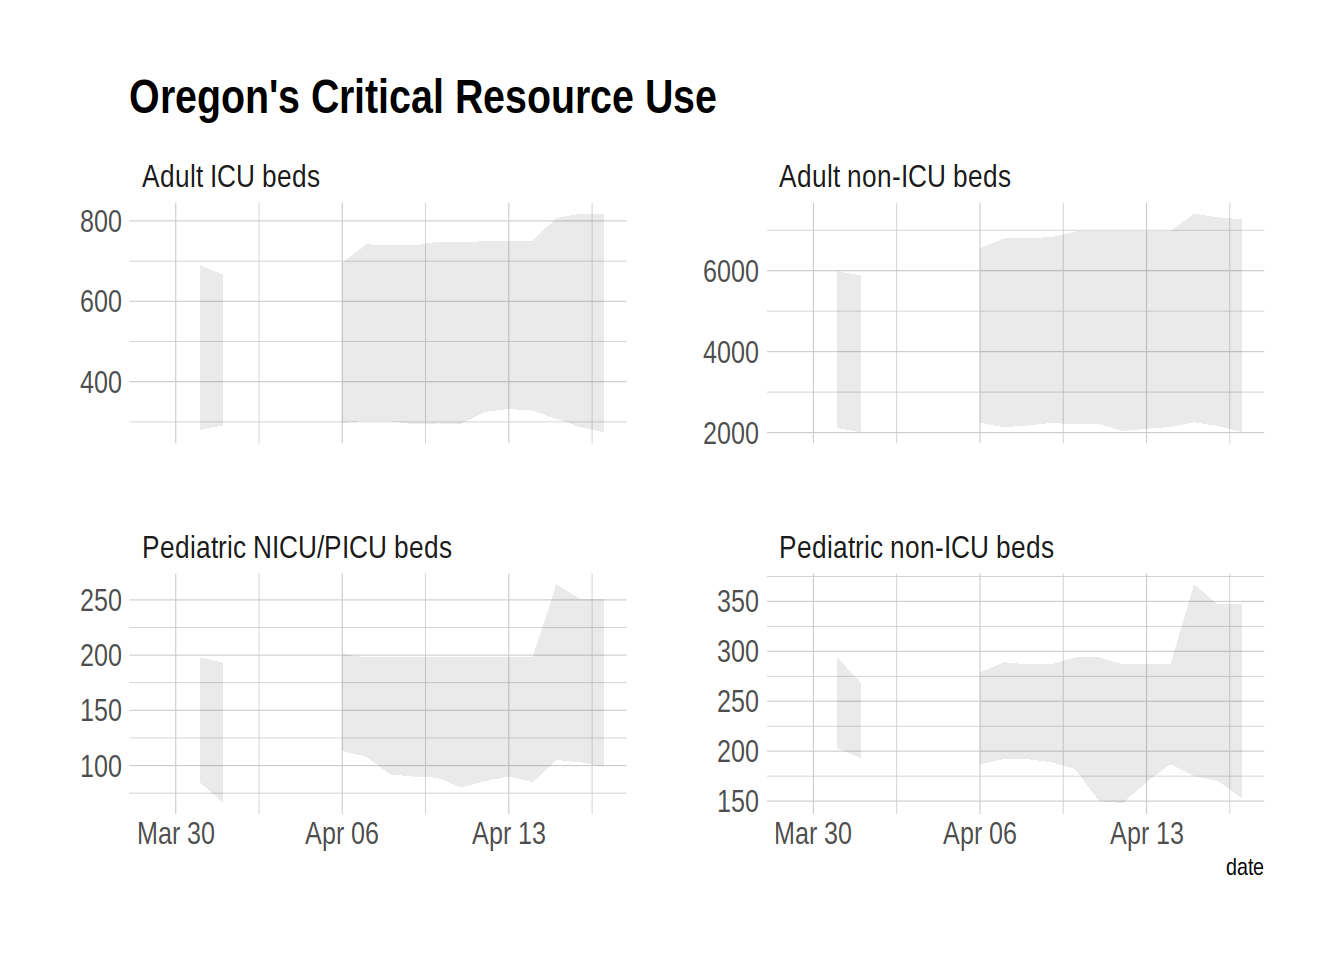 Oregon's Critical Resource Use
Adult ICU beds
800
600
400
Adult non-ICU beds
6000
4000
2000
Pediatric NICU/PICU beds
250
200
150
100
Mar 30 Apr 06 Apr 13
Pediatric non-ICU beds
350
300
250
200
150
Mar 30 Apr 06 Apr 13
date